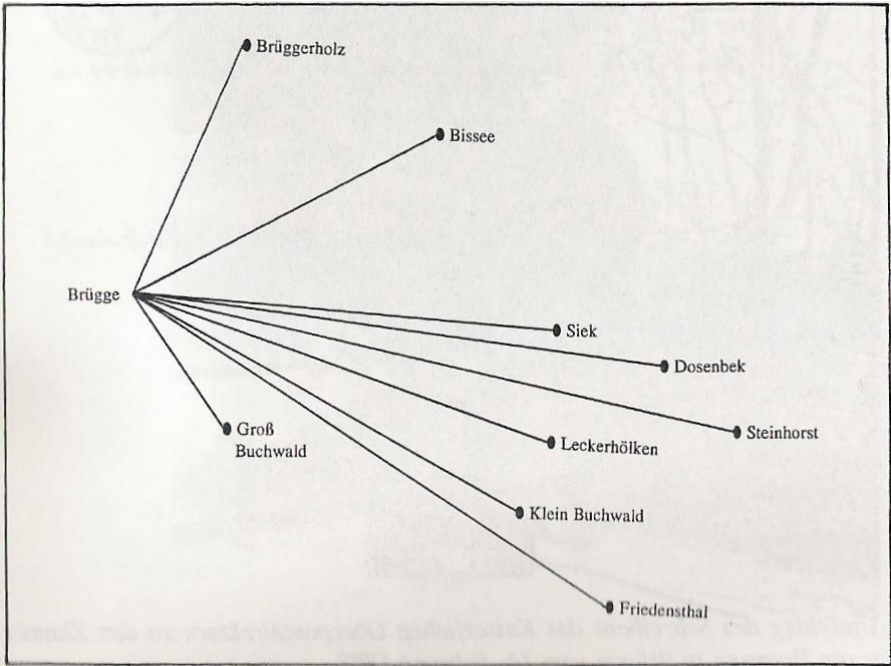 Brüggerholz
Bissee
Brügge
Siek
Dosenbek
Steinhorst
Groß
Buchwald
Leckerhölken
Klein Buchwald
Friedensthal